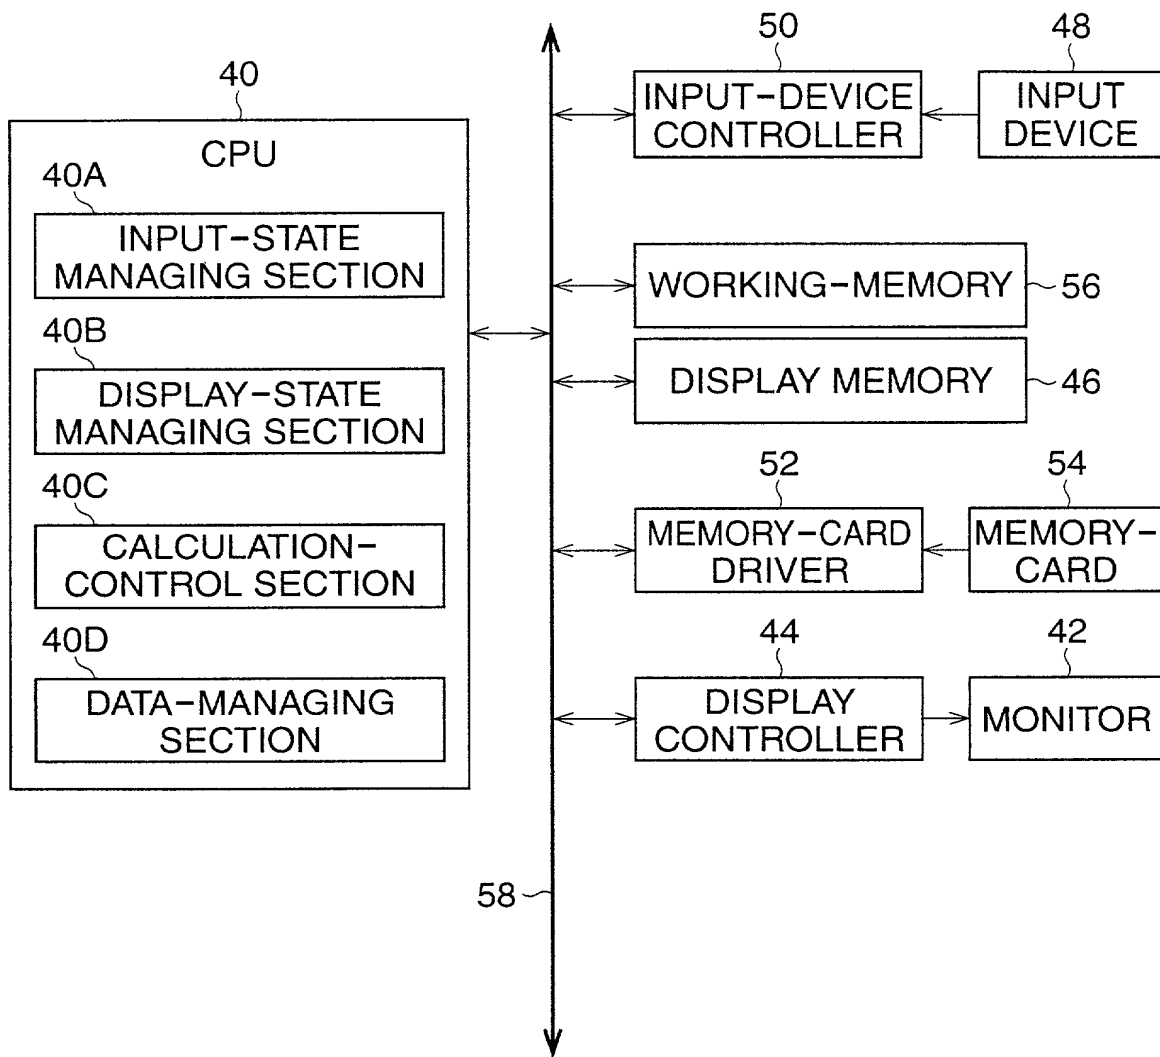 40
CPU
40A
INPUT-STATE
MANAGING SECTION
40B
DISPLAY-STATE
MANAGING SECTION
40C
CALCULATION-
CONTROL SECTION
40D
DATA-MANAGING
SECTION
58
50
INPUT-DEVICE
CONTROLLER
48
INPUT
DEVICE
WORKING-MEMORY
56
DISPLAY MEMORY
46
52
MEMORY-CARD
DRIVER
54
MEMORY-
CARD
44
DISPLAY
CONTROLLER
42
MONITOR